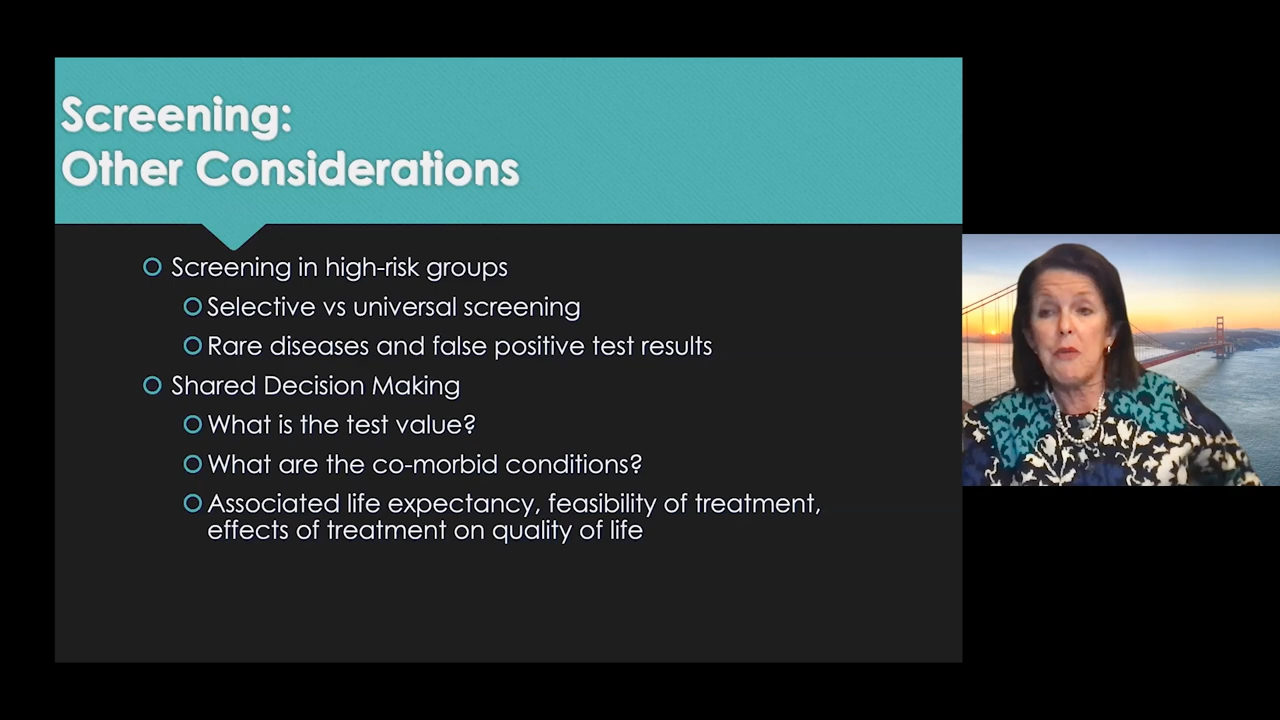 Screening:
Other Considerations
Screening in high-risk groups
Selective vs universal screening
Rare diseases and false positive test results
Shared Decision Making
What is the test value?
What are the co-morbid conditions?
Associated life expectancy, feasibility of treatment,
effects of treatment on quality of life